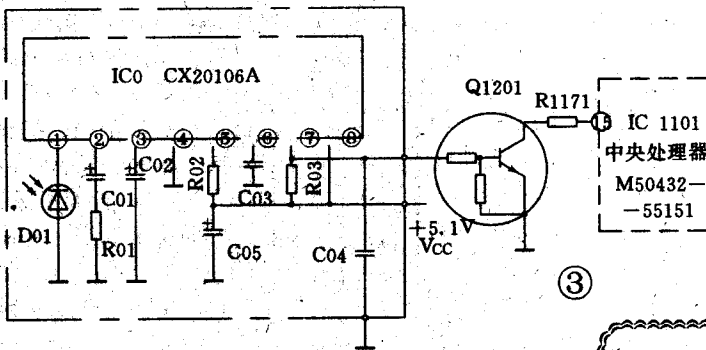 IC0 CX20106A
① ② ③ ④ ⑤ ⑥ ⑦ ⑧
C02
R02
C01
C03
R03
D01
R01
C05
C04
+5.1V
VCC
Q1201
R1171
15
IC 1101
中央处理器
M50432—
—55151
③